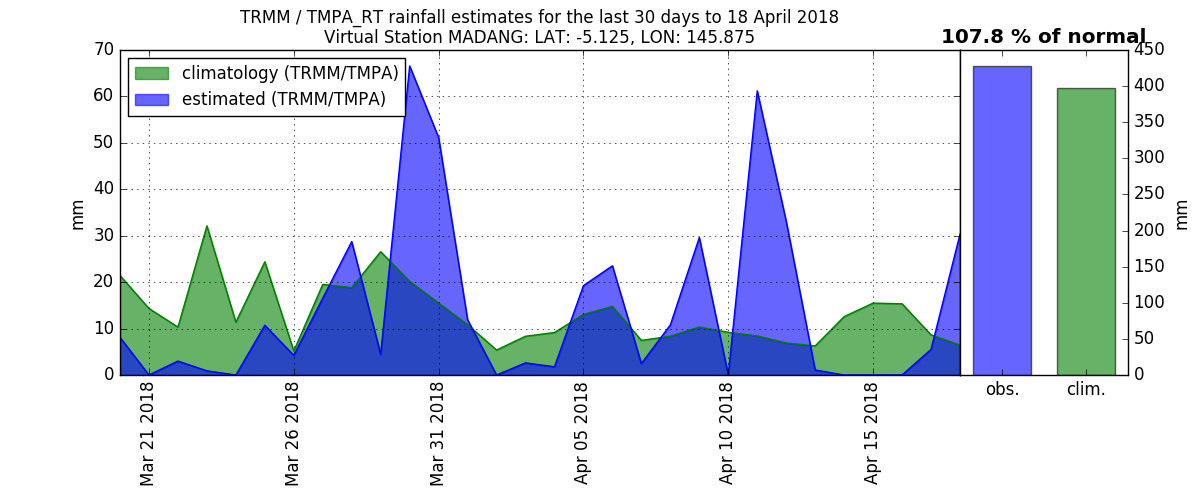 TRMM / TMPA_RT rainfall estimates for the last 30 days to 18 April 2018
Virtual Station MADANG: LAT: -5.125, LON: 145.875
107.8 % of normal
climatology (TRMM/TMPA)
estimated (TRMM/TMPA)
70
60
50
40
30
20
10
0
mm
Mar 21 2018
Mar 26 2018
Mar 31 2018
Apr 05 2018
Apr 10 2018
Apr 15 2018
450
400
350
300
250
200
150
100
50
0
mm
obs.
clim.